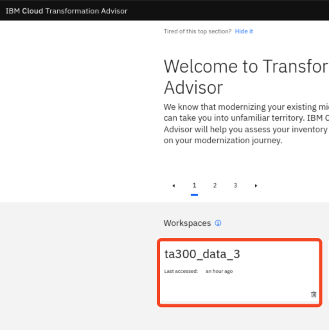 IBM Cloud Transformation Advisor
Tired of this top section? Hide it
Welcome to Transfor
Advisor
We know that modernizing your existing mi
can take you into unfamiliar territory. IBM C
Advisor will help you assess your inventory
on your modernization journey.
1 2 3
Workspaces
ta300_data_3
Last accessed: an hour ago